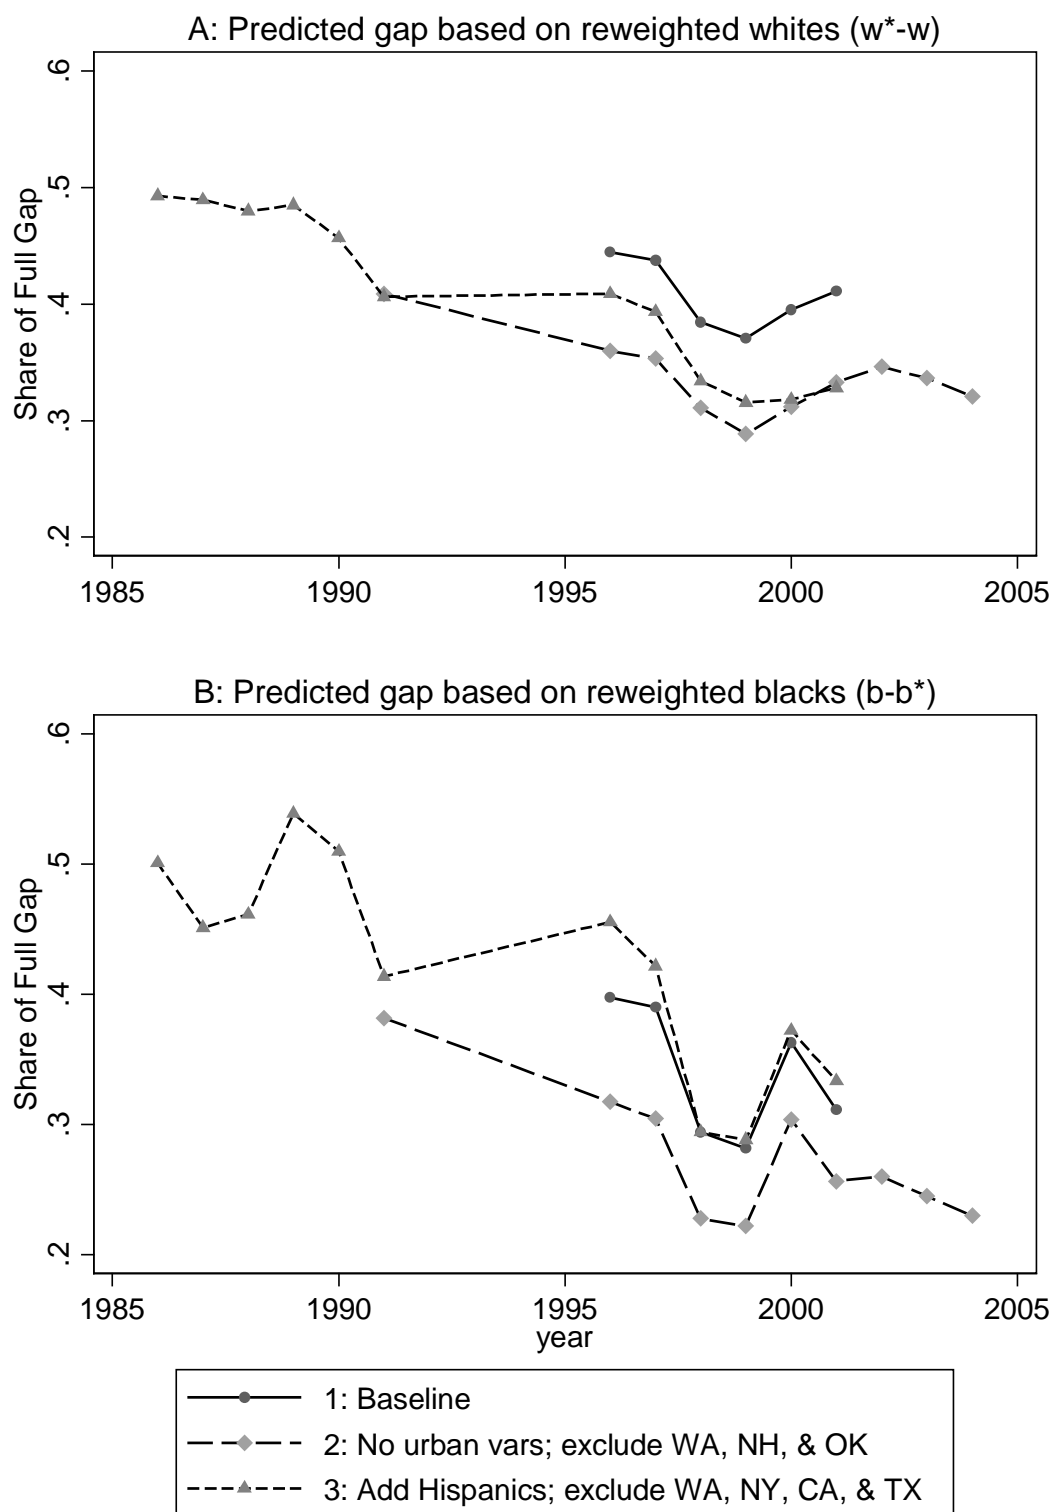 A: Predicted gap based on reweighted whites (w*-w)
Share of Full Gap
.6
.5
.4
.3
.2
1985 1990 1995 2000 2005
B: Predicted gap based on reweighted blacks (b-b*)
Share of Full Gap
.6
.5
.4
.3
.2
1985 1990 1995 2000 2005
year
1: Baseline
2: No urban vars; exclude WA, NH, & OK
3: Add Hispanics; exclude WA, NY, CA, & TX